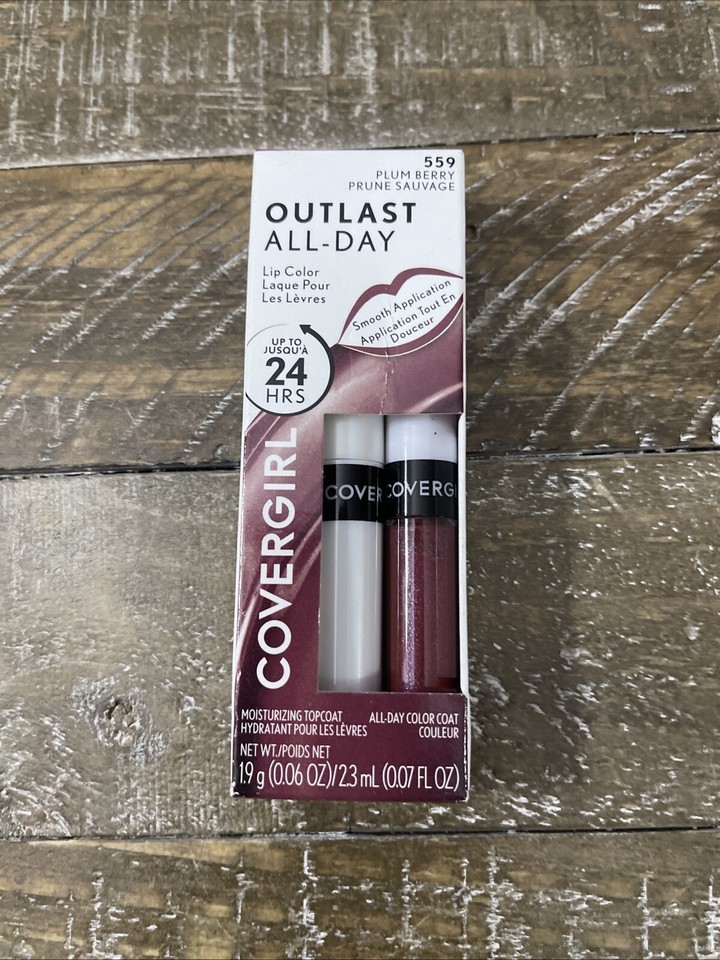 559
PLUM BERRY
PRUNE SAUVAGE
OUTLAST
ALL-DAY
Lip Color
Laque Pour
Les Lèvres
Smooth Application
Application Tout En
Douceur
UP TO
JUSQU'À
24
HRS
COVERGIRL
COVER
COVERGI
MOISTURIZING TOPCOAT
HYDRATANT POUR LES LÈVRES
ALL-DAY COLOR COAT
COULEUR
NET WT./POIDS NET
1.9 g (0.06 OZ)/2.3 mL (0.07 FL OZ)